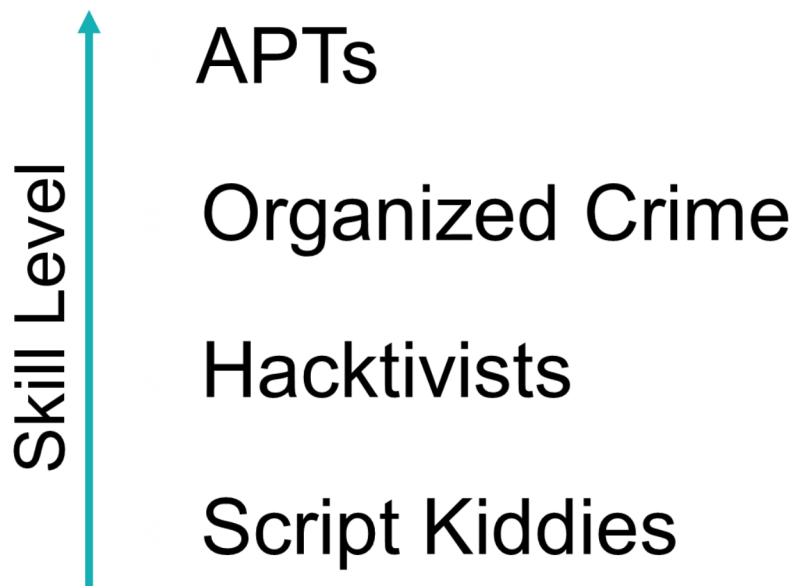 APTs
Organized Crime
Hacktivists
Script Kiddies
Skill Level